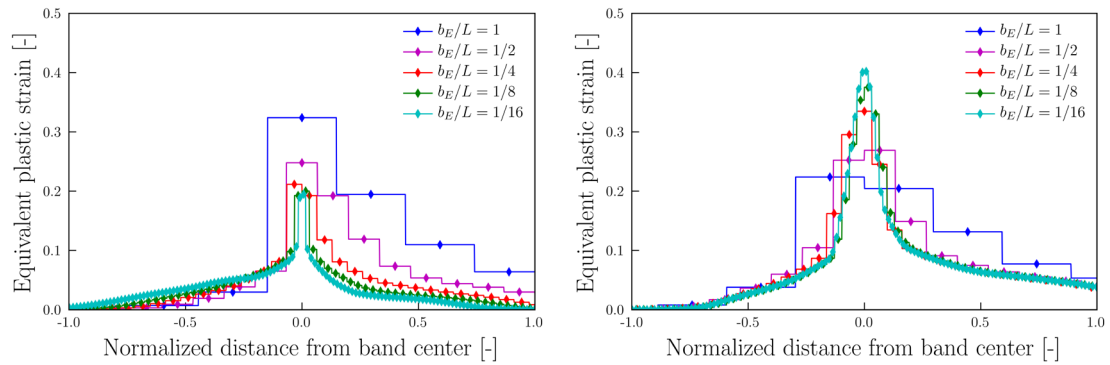 0.5
0.4
0.3
0.2
0.1
0.0
Equivalent plastic strain [-]
-1.0 -0.5 0.0 0.5 1.0
Normalized distance from band center [-]
b_E/L = 1
b_E/L = 1/2
b_E/L = 1/4
b_E/L = 1/8
b_E/L = 1/16
0.5
0.4
0.3
0.2
0.1
0.0
Equivalent plastic strain [-]
-1.0 -0.5 0.0 0.5 1.0
Normalized distance from band center [-]
b_E/L = 1
b_E/L = 1/2
b_E/L = 1/4
b_E/L = 1/8
b_E/L = 1/16